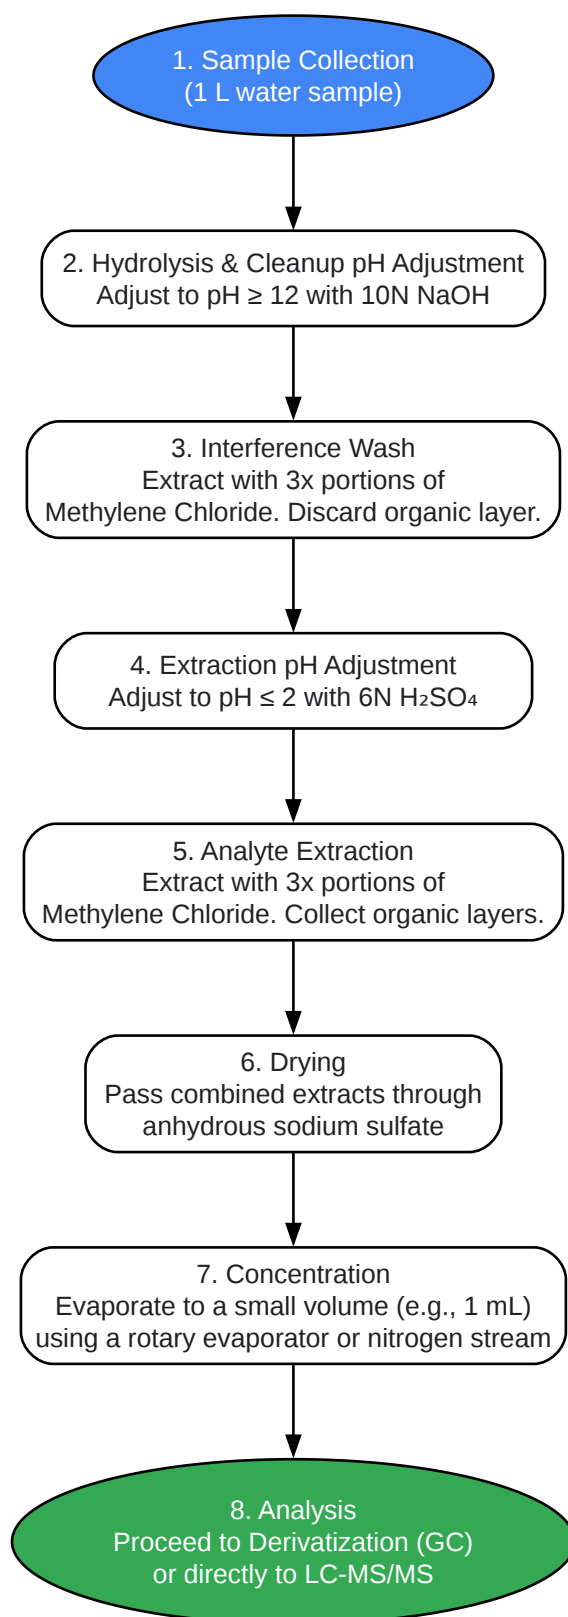 1. Sample Collection
(1 L water sample)
2. Hydrolysis & Cleanup pH Adjustment
Adjust to pH ≥ 12 with 10N NaOH
3. Interference Wash
Extract with 3x portions of
Methylene Chloride. Discard organic layer.
4. Extraction pH Adjustment
Adjust to pH ≤ 2 with 6N H₂SO₄
5. Analyte Extraction
Extract with 3x portions of
Methylene Chloride. Collect organic layers.
6. Drying
Pass combined extracts through
anhydrous sodium sulfate
7. Concentration
Evaporate to a small volume (e.g., 1 mL)
using a rotary evaporator or nitrogen stream
8. Analysis
Proceed to Derivatization (GC)
or directly to LC-MS/MS